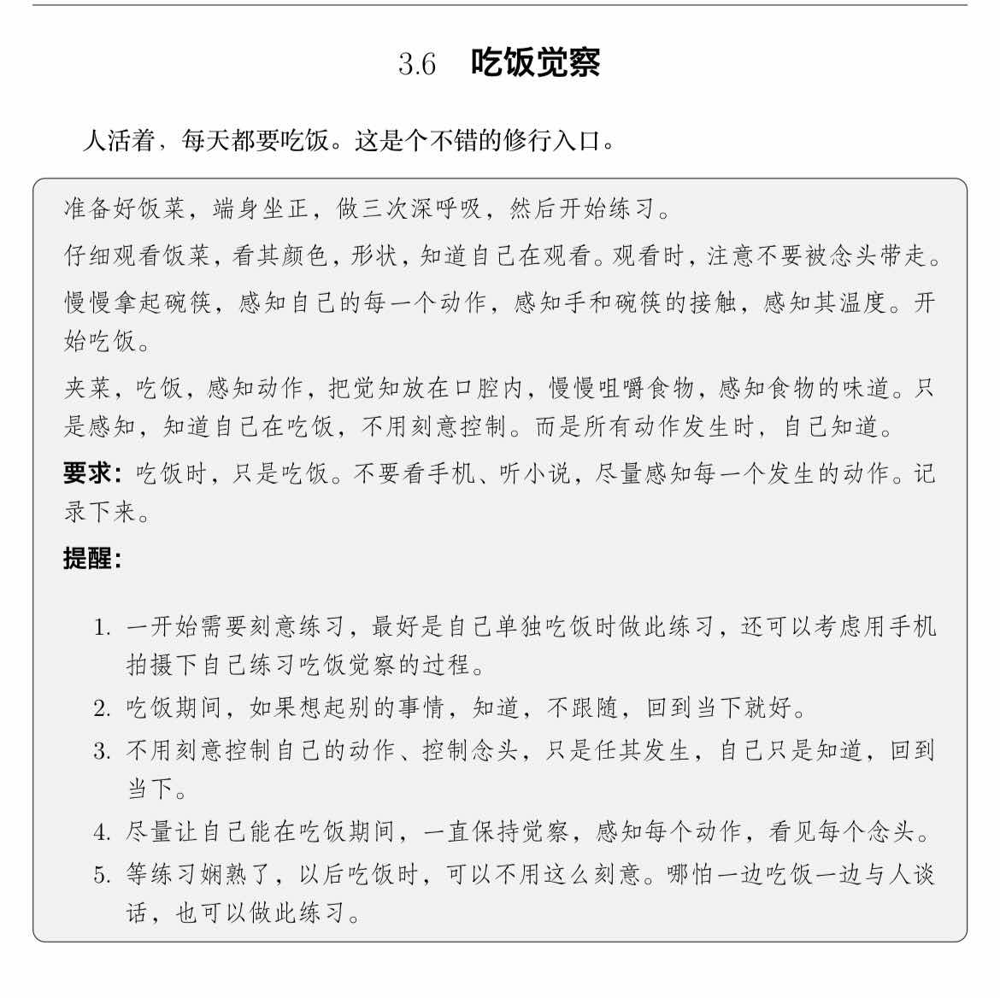 3.6 吃饭觉察
人活着，每天都要吃饭。这是个不错的修行入口。
准备好饭菜，端身坐正，做三次深呼吸，然后开始练习。
仔细观看饭菜，看其颜色，形状，知道自己在观看。观看时，注意不要被念头带走。
慢慢拿起碗筷，感知自己的每一个动作，感知手和碗筷的接触，感知其温度。开
始吃饭。
夹菜，吃饭，感知动作，把觉知放在口腔内，慢慢咀嚼食物，感知食物的味道。只
是感知，知道自己在吃饭，不用刻意控制。而是所有动作发生时，自己知道。
要求：吃饭时，只是吃饭。不要看手机、听小说，尽量感知每一个发生的动作。记
录下来。
提醒：
1. 一开始需要刻意练习，最好是自己单独吃饭时做此练习，还可以考虑用手机
拍摄下自己练习吃饭觉察的过程。
2. 吃饭期间，如果想起别的事情，知道，不跟随，回到当下就好。
3. 不用刻意控制自己的动作、控制念头，只是任其发生，自己只是知道，回到
当下。
4. 尽量让自己能在吃饭期间，一直保持觉察，感知每个动作，看见每个念头。
5. 等练习娴熟了，以后吃饭时，可以不用这么刻意。哪怕一边吃饭一边与人谈
话，也可以做此练习。